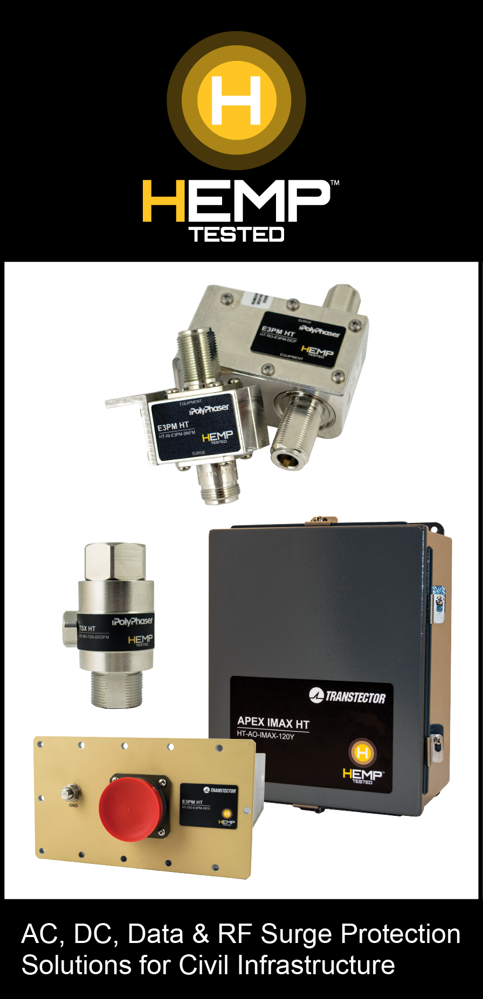 H
HEMP™
TESTED
SURGE
PolyPhaser
E3PM HT
HT-RO-E3PM-DCP
HEMP
TESTED
EQUIPMENT
EQUIPMENT
PolyPhaser
E3PM HT
HT-RI-E3PM-BNFM
HEMP
TESTED
SURGE
PolyPhaser
TSX HT
HT-RO-TSX-DCDFM
HEMP
TESTED
TRANSTECTOR
APEX IMAX HT
HT-AO-IMAX-120Y
H
HEMP™
TESTED
GND
TRANSTECTOR
E3PM HT
HT-DO-E3PM-2810
H
HEMP
TESTED
AC, DC, Data & RF Surge Protection
Solutions for Civil Infrastructure